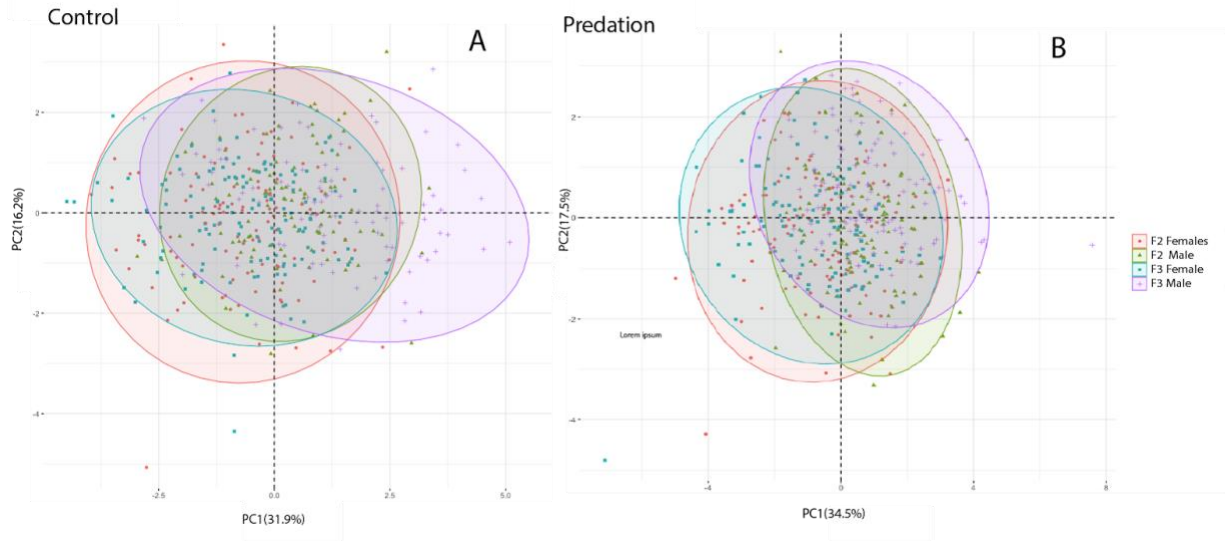 Control
A
PC2(16.2%)
2
0
-2
-4
-2.5
0.0
2.5
5.0
PC1(31.9%)
Predation
B
PC2(17.5%)
2
0
-2
-4
Lorem ipsum
-4
0
4
8
PC1(34.5%)
F2 Females
F2 Male
F3 Female
F3 Male